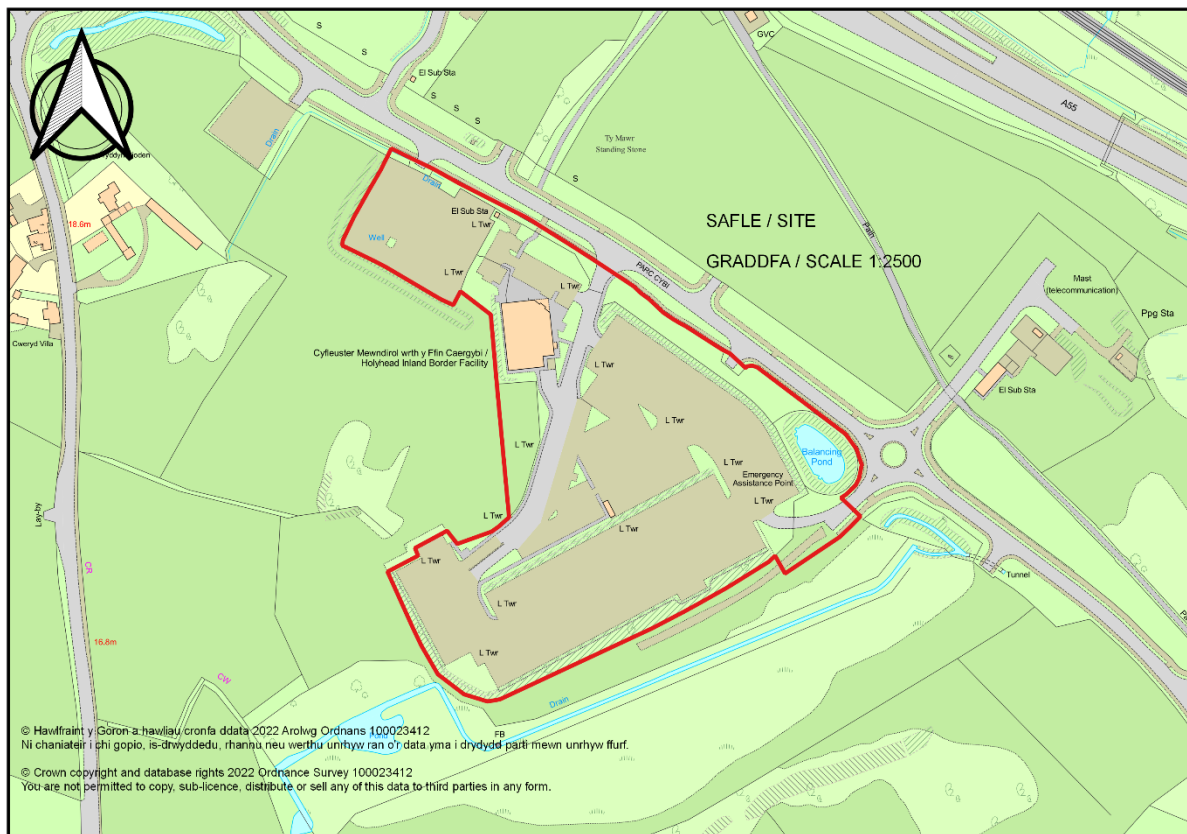 S
GVC
El Sub Sta
S
S
S
S
A55
Drain
Ty Mawr
Standing Stone
S
18.6m
Drain
El Sub Sta
L Twr
SAFLE / SITE
Well
Path
GRADDFA / SCALE 1:2500
L Twr
PARC CYBI
L Twr
Mast
(telecommunication)
Ppg Sta
Cweryd Villa
Cyfleuster Mewndirol wrth y Ffin Caergybi /
Holyhead Inland Border Facility
L Twr
El Sub Sta
L Twr
L Twr
Balancing
Pond
L Twr
Emergency
Assistance Point
L Twr
Lay-by
L Twr
L Twr
L Twr
CR
Tunnel
L Twr
16.8m
L Twr
CW
Drain
Pond
FB
© Hawlfraint y Goron a hawliau cronfa ddata 2022 Arolwg Ordnans 100023412
Ni chaniateir i chi gopio, is-drwyddedu, rhannu neu werthu unrhyw ran o'r data yma i drydydd parti mewn unrhyw ffurf.
© Crown copyright and database rights 2022 Ordnance Survey 100023412
You are not permitted to copy, sub-licence, distribute or sell any of this data to third parties in any form.